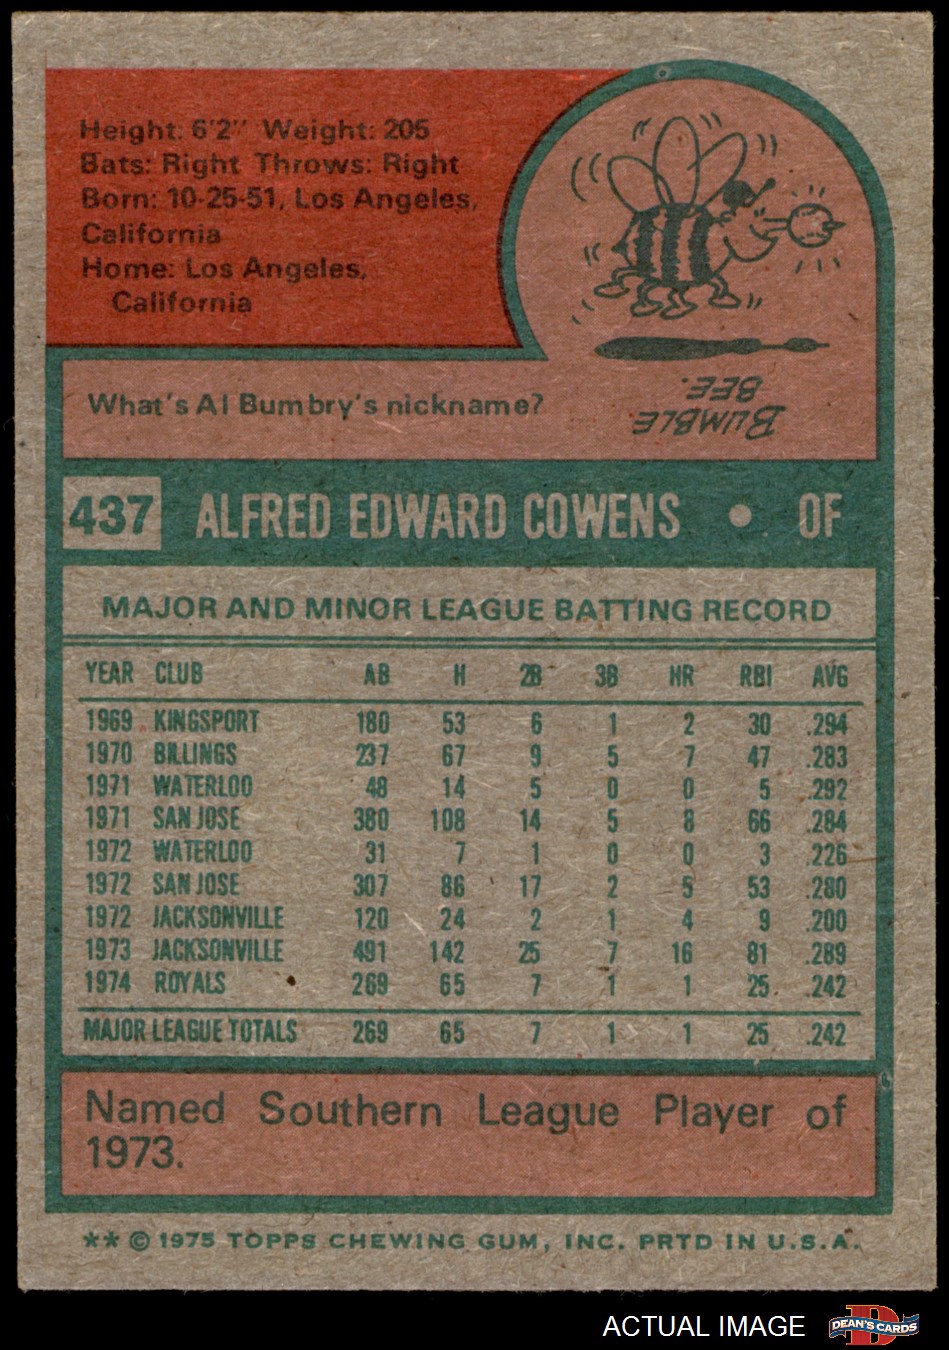 Height: 6'2" Weight: 205
Bats: Right Throws: Right
Born: 10-25-51, Los Angeles,
California
Home: Los Angeles,
California
What's Al Bumbry's nickname?
BUMBLE
BEE.
437 ALFRED EDWARD COWENS • OF
MAJOR AND MINOR LEAGUE BATTING RECORD
YEAR CLUB AB H 2B 3B HR RBI AVG
1969 KINGSPORT 180 53 6 1 2 30 .294
1970 BILLINGS 237 67 9 5 7 47 .283
1971 WATERLOO 48 14 5 0 0 5 .292
1971 SAN JOSE 380 108 14 5 8 66 .284
1972 WATERLOO 31 7 1 0 0 3 .226
1972 SAN JOSE 307 86 17 2 5 53 .280
1972 JACKSONVILLE 120 24 2 1 4 9 .200
1973 JACKSONVILLE 491 142 25 7 16 81 .289
1974 ROYALS 269 65 7 1 1 25 .242
MAJOR LEAGUE TOTALS 269 65 7 1 1 25 .242
Named Southern League Player of
1973.
** © 1975 TOPPS CHEWING GUM, INC. PRTD IN U.S.A.
ACTUAL IMAGE
D
DEAN'S CARDS